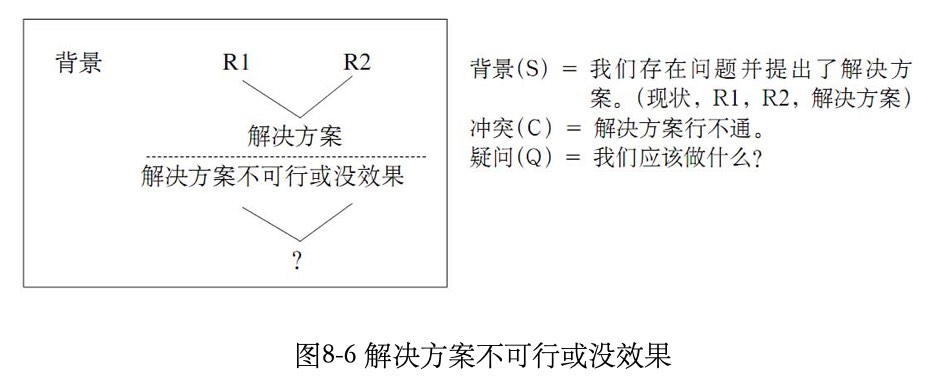 背景 R1 R2
解决方案
解决方案不可行或没效果
?
背景(S) = 我们存在问题并提出了解决方
案。(现状, R1, R2, 解决方案)
冲突(C) = 解决方案行不通。
疑问(Q) = 我们应该做什么?
图8-6 解决方案不可行或没效果